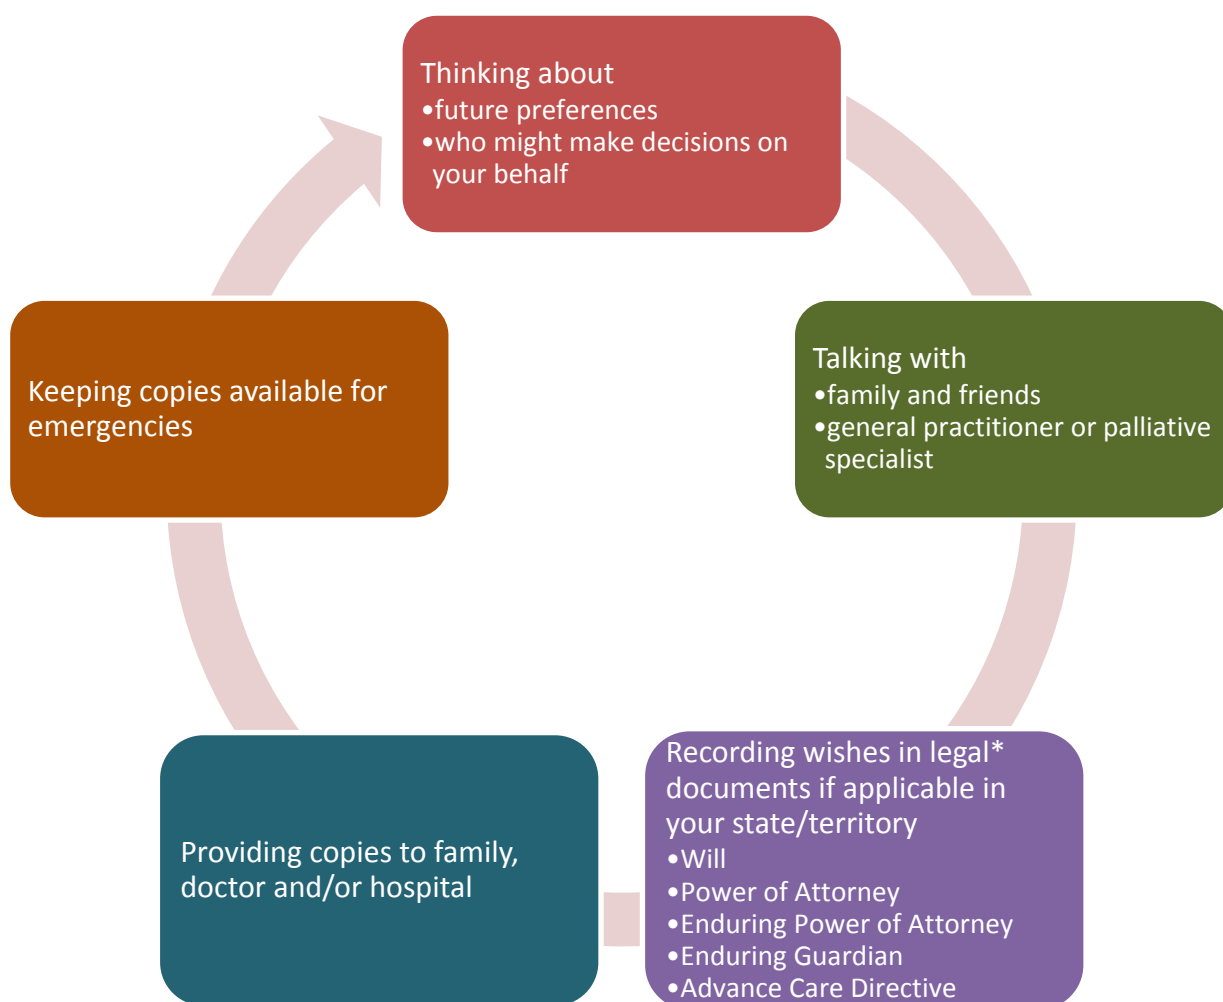 Thinking about
•future preferences
•who might make decisions on
your behalf
Talking with
•family and friends
•general practitioner or palliative
specialist
Recording wishes in legal*
documents if applicable in
your state/territory
•Will
•Power of Attorney
•Enduring Power of Attorney
•Enduring Guardian
•Advance Care Directive
Providing copies to family,
doctor and/or hospital
Keeping copies available for
emergencies